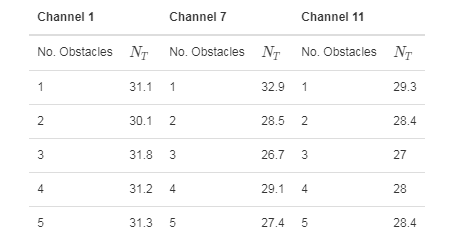 Channel 1 Channel 7 Channel 11
No. Obstacles N_T No. Obstacles N_T No. Obstacles N_T
1 31.1 1 32.9 1 29.3
2 30.1 2 28.5 2 28.4
3 31.8 3 26.7 3 27
4 31.2 4 29.1 4 28
5 31.3 5 27.4 5 28.4